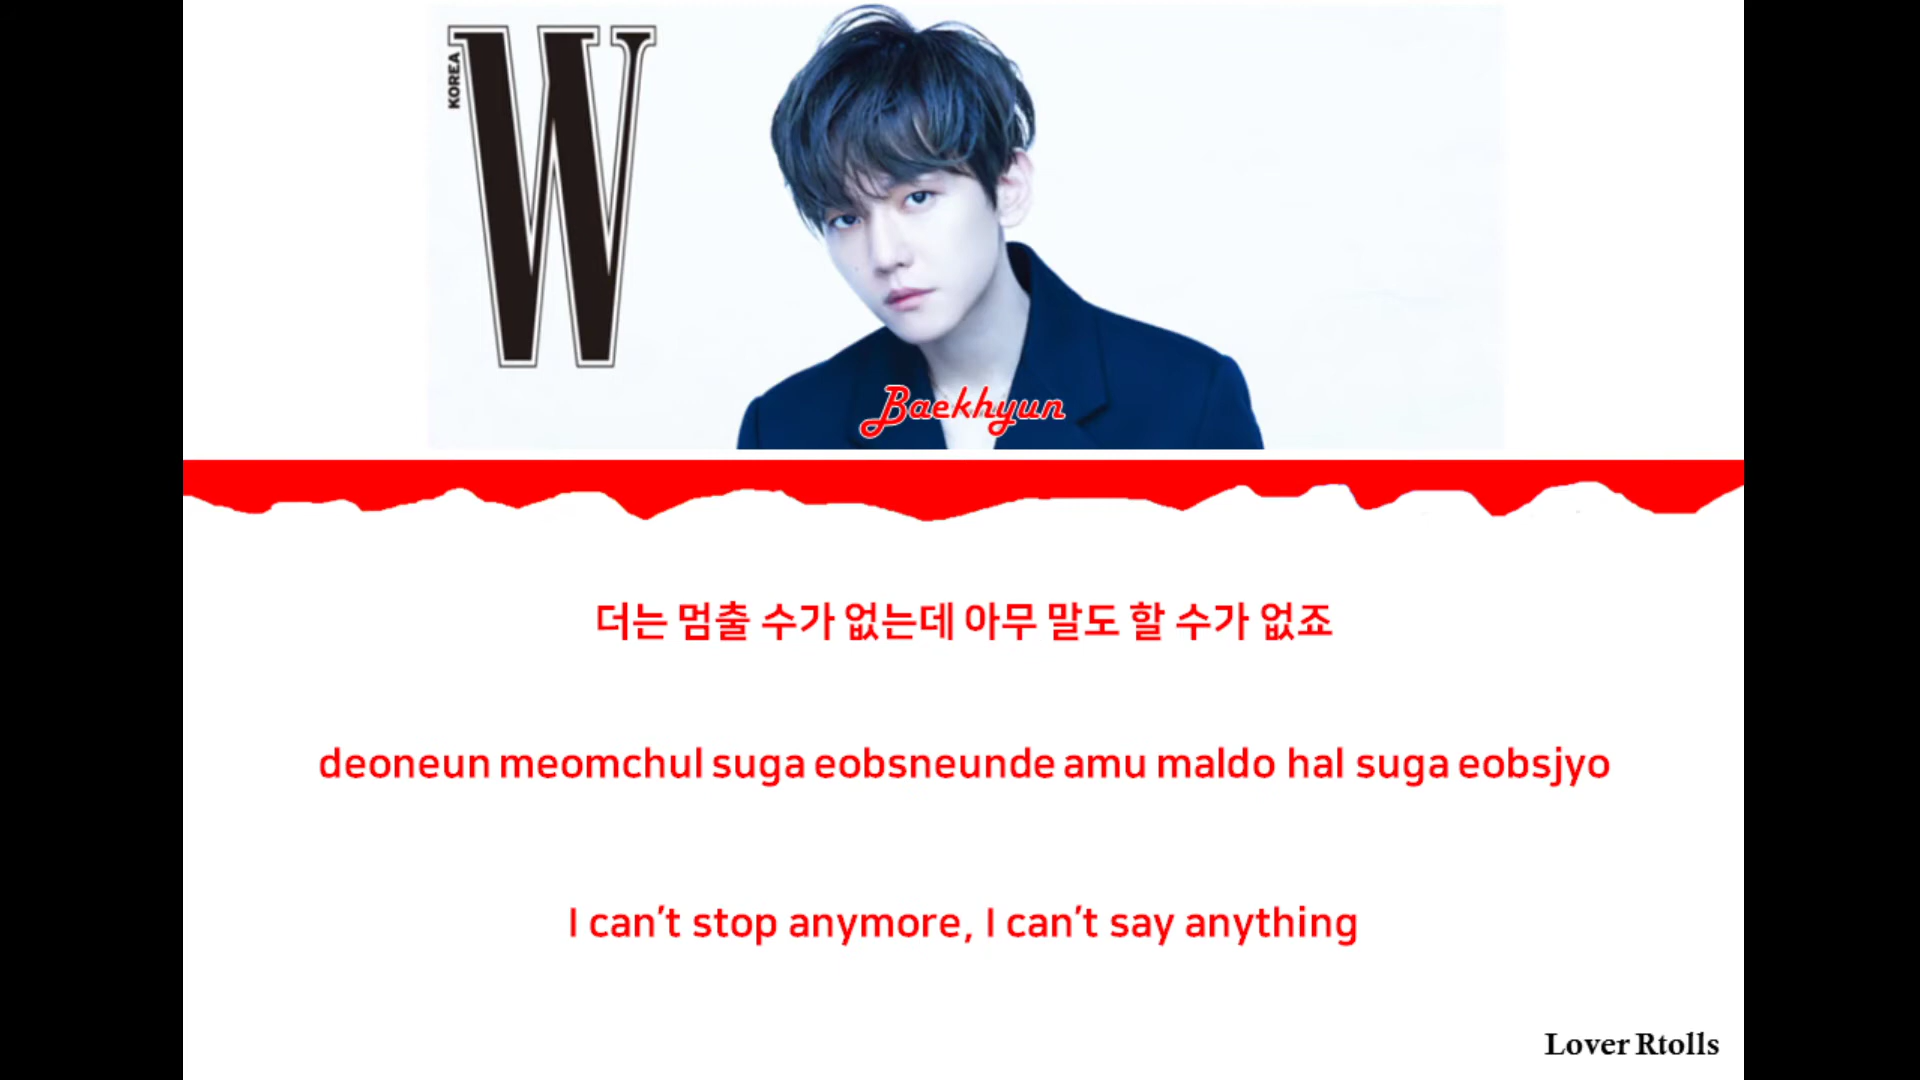 W
KOREA
Baekhyun
더는 멈출 수가 없는데 아무 말도 할 수가 없죠
deoneun meomchul suga eobsneunde amu maldo hal suga eobsjyo
I can't stop anymore, I can't say anything
Lover Rtolls